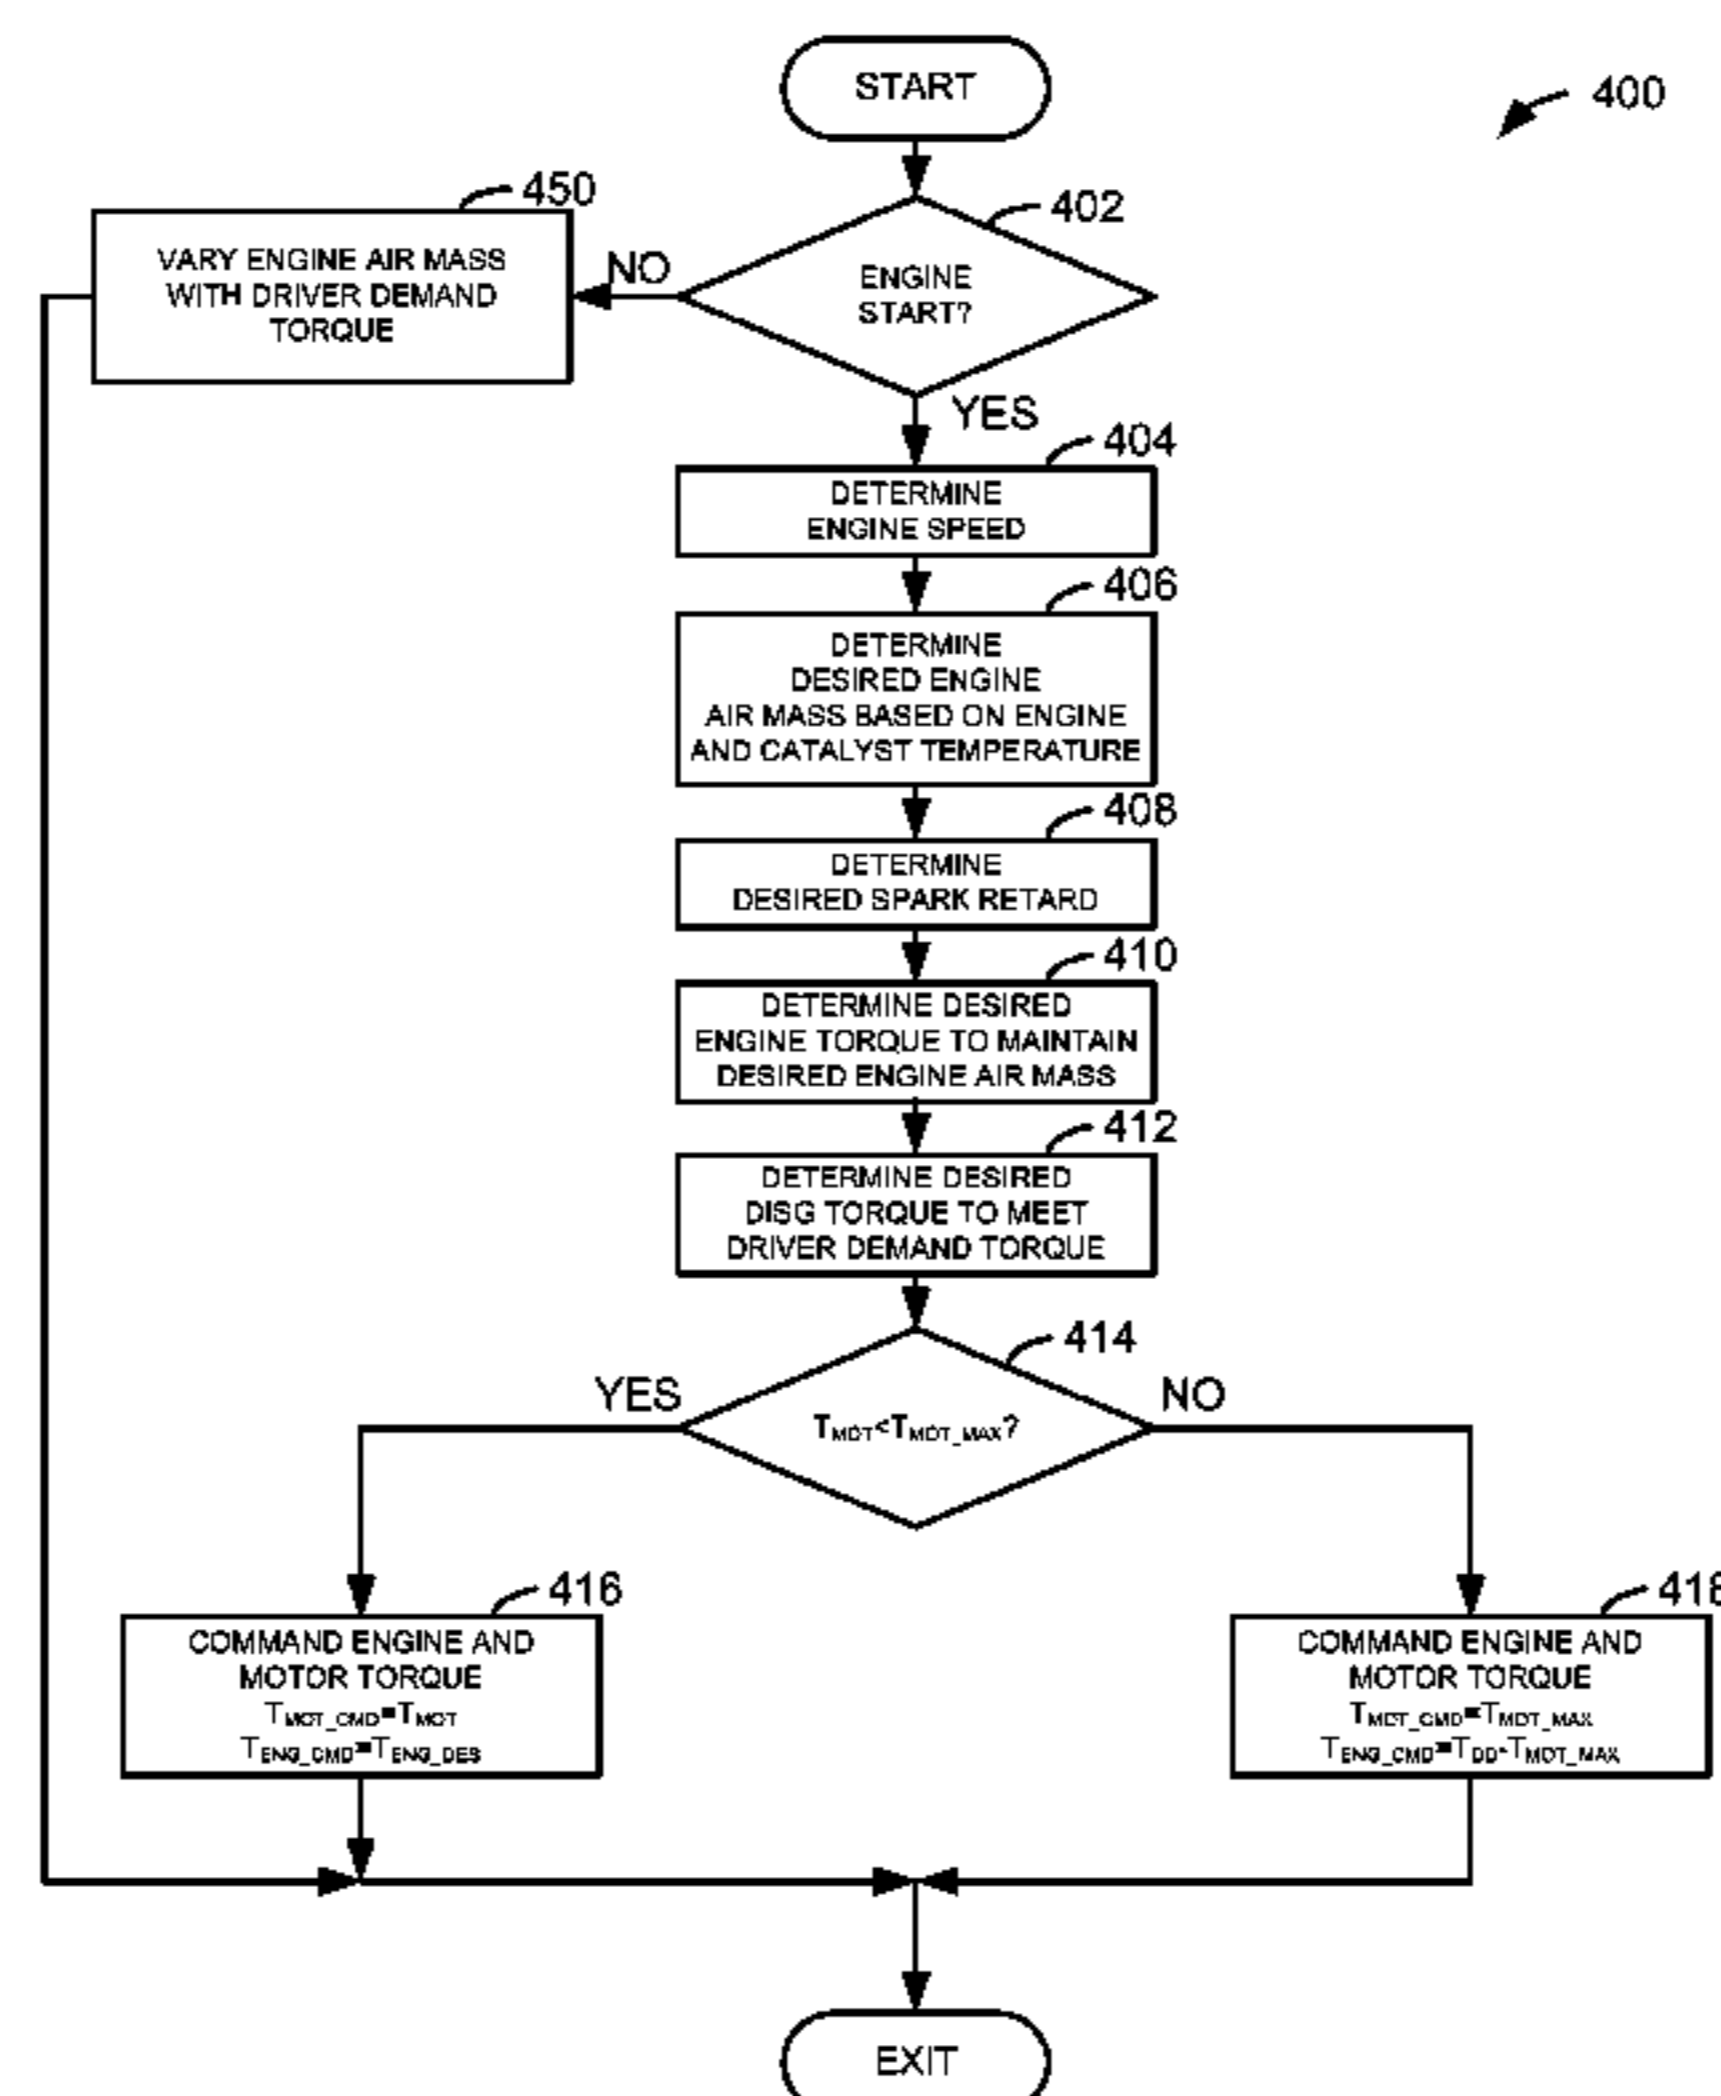 START
400
450
402
VARY ENGINE AIR MASS
WITH DRIVER DEMAND
TORQUE
NO
ENGINE
START?
YES
404
DETERMINE
ENGINE SPEED
406
DETERMINE
DESIRED ENGINE
AIR MASS BASED ON ENGINE
AND CATALYST TEMPERATURE
408
DETERMINE
DESIRED SPARK RETARD
410
DETERMINE DESIRED
ENGINE TORQUE TO MAINTAIN
DESIRED ENGINE AIR MASS
412
DETERMINE DESIRED
DISG TORQUE TO MEET
DRIVER DEMAND TORQUE
414
YES
NO
TMOT<TMOT_MAX?
416
COMMAND ENGINE AND
MOTOR TORQUE
TMOT_CMD=TMOT
TENG_CMD=TENG_DES
418
COMMAND ENGINE AND
MOTOR TORQUE
TMOT_CMD=TMOT_MAX
TENG_CMD=TDD-TMOT_MAX
EXIT